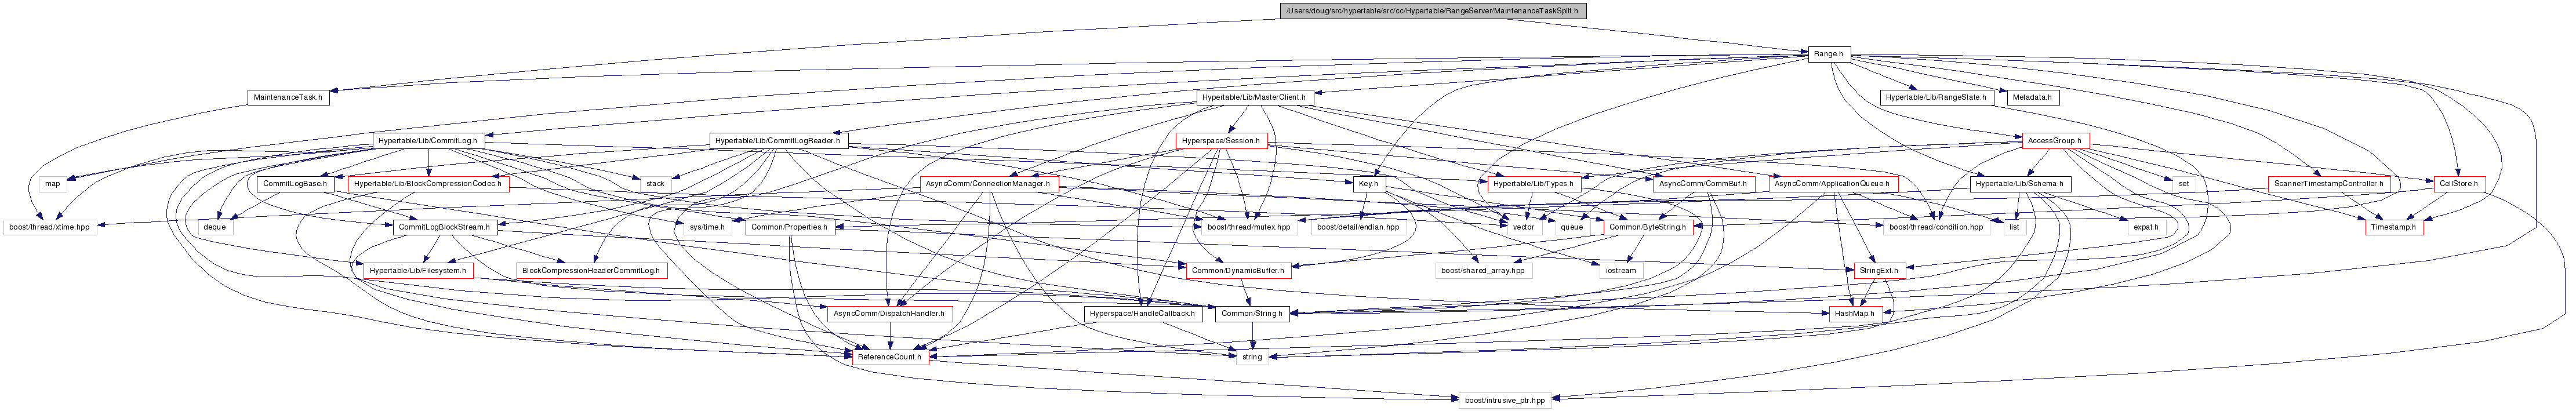 /Users/doug/src/hypertable/src/cc/Hypertable/RangeServer/MaintenanceTaskSplit.h
Range.h
MaintenanceTask.h
Hypertable/Lib/MasterClient.h
Hypertable/Lib/RangeState.h
Metadata.h
Hypertable/Lib/CommitLog.h
Hypertable/Lib/CommitLogReader.h
Hyperspace/Session.h
AccessGroup.h
map
CommitLogBase.h
Hypertable/Lib/BlockCompressionCodec.h
stack
AsyncComm/ConnectionManager.h
Key.h
Hypertable/Lib/Types.h
AsyncComm/CommBuf.h
AsyncComm/ApplicationQueue.h
Hypertable/Lib/Schema.h
set
ScannerTimestampController.h
CellStore.h
boost/thread/xtime.hpp
deque
CommitLogBlockStream.h
sys/time.h
Common/Properties.h
boost/thread/mutex.hpp
boost/detail/endian.hpp
vector
queue
Common/ByteString.h
boost/thread/condition.hpp
list
expat.h
Timestamp.h
Hypertable/Lib/Filesystem.h
BlockCompressionHeaderCommitLog.h
Common/DynamicBuffer.h
boost/shared_array.hpp
iostream
StringExt.h
AsyncComm/DispatchHandler.h
Hyperspace/HandleCallback.h
Common/String.h
HashMap.h
ReferenceCount.h
string
boost/intrusive_ptr.hpp